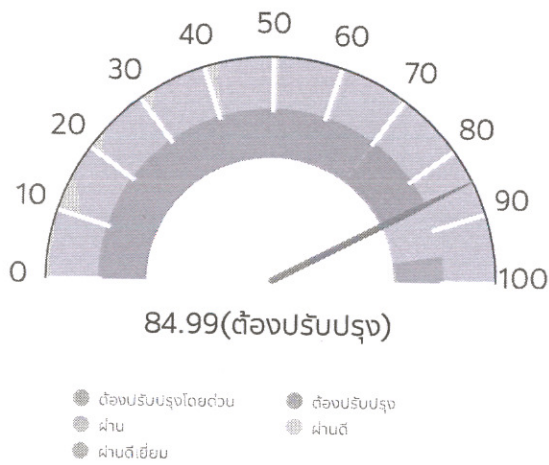 50
40
60
30
70
20
80
10
90
0
100
84.99(ต้องปรับปรุง)
ต้องปรับปรุงโดยด่วน
ต้องปรับปรุง
ผ่าน
ผ่านดี
ผ่านดีเยี่ยม